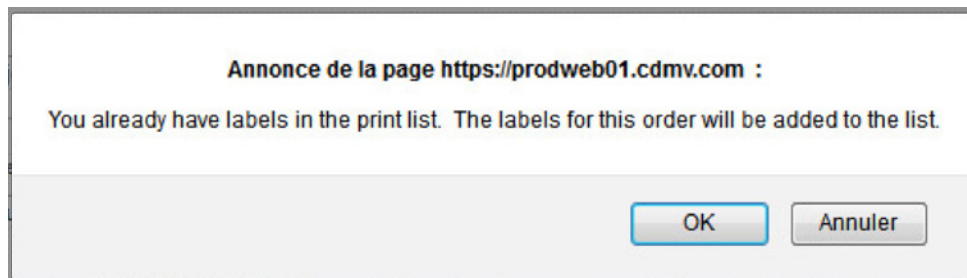 Annonce de la page https://prodweb01.cdmv.com :
You already have labels in the print list. The labels for this order will be added to the list.
OK
Annuler